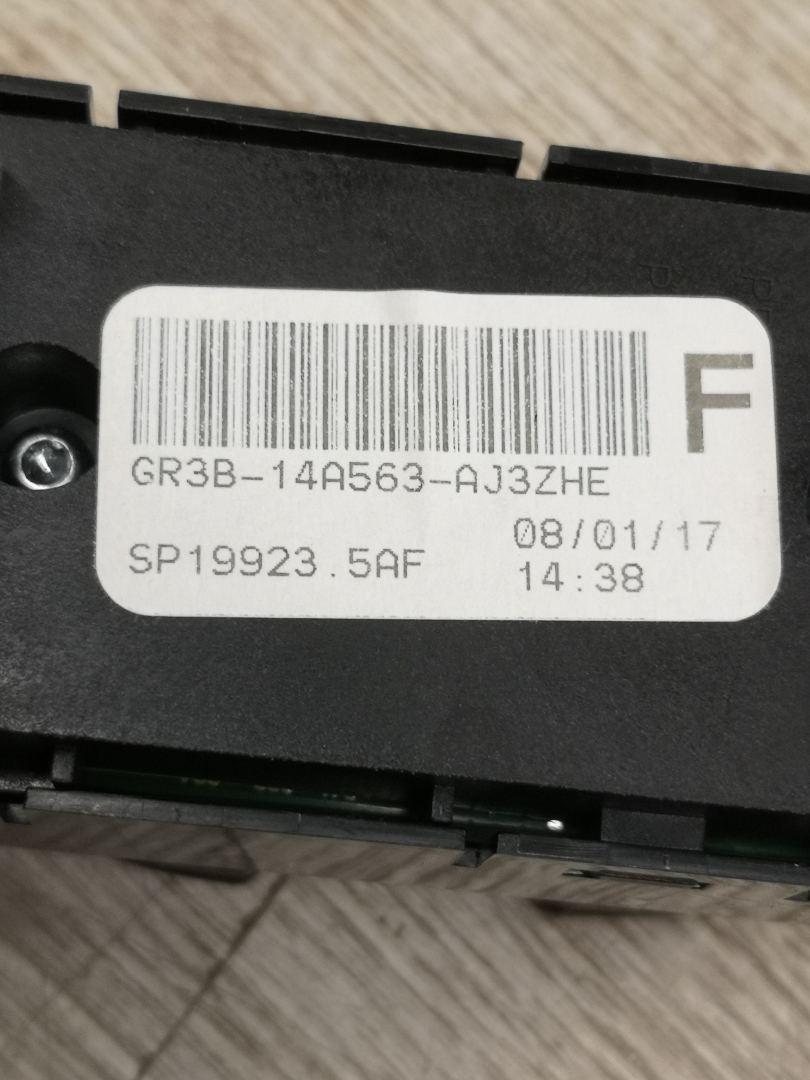 F
GR3B-14A563-AJ3ZHE
SP19923.5AF
08/01/17
14:38